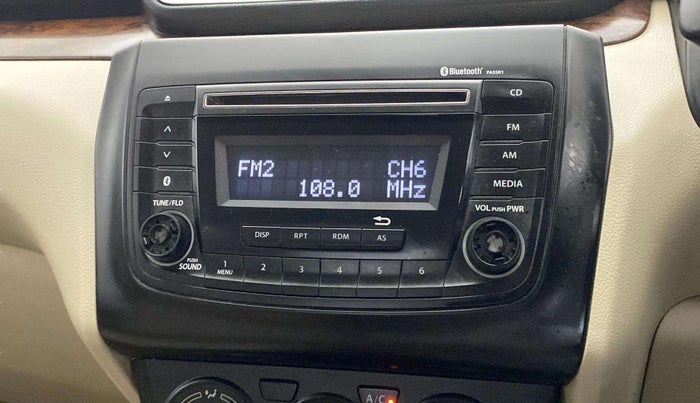 Bluetooth PASSR1
CD
FM
AM
MEDIA
FM2 CH6
108.0 MHz
TUNE/FLD
VOL PUSH PWR
DISP RPT RDM AS
PUSH SOUND
1 MENU 2 3 4 5 6
A/C